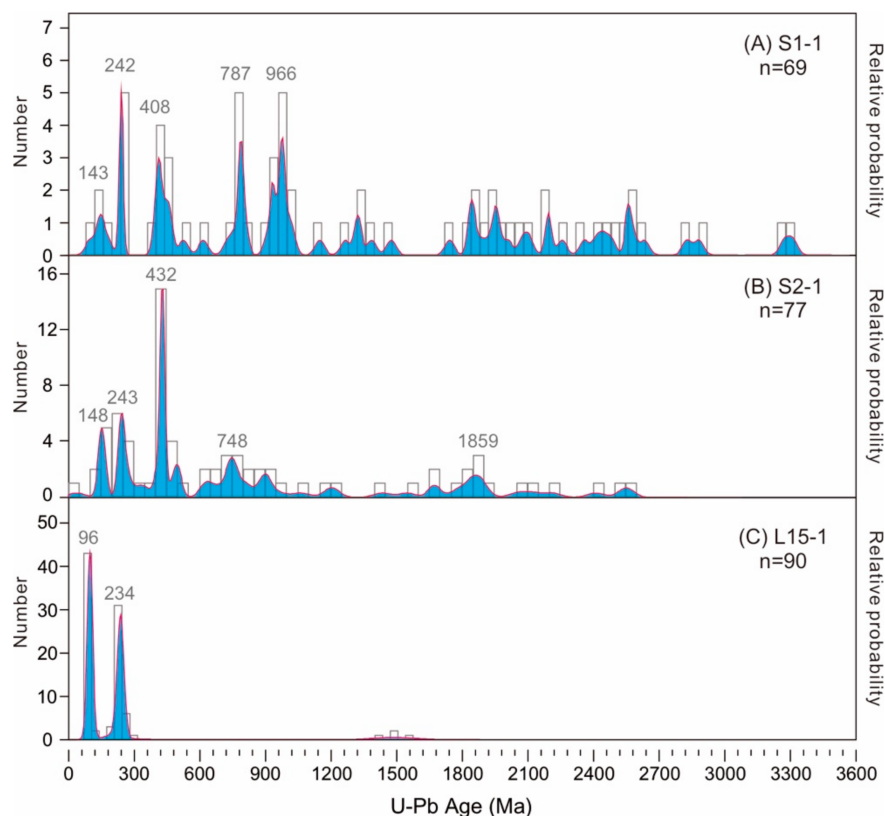 7
6
5
4
3
2
1
0
Number
143
242
408
787
966
(A) S1-1
n=69
Relative probability
16
12
8
4
0
Number
148
243
432
748
1859
(B) S2-1
n=77
Relative probability
50
40
30
20
10
0
Number
96
234
(C) L15-1
n=90
Relative probability
0 300 600 900 1200 1500 1800 2100 2400 2700 3000 3300 3600
U-Pb Age (Ma)